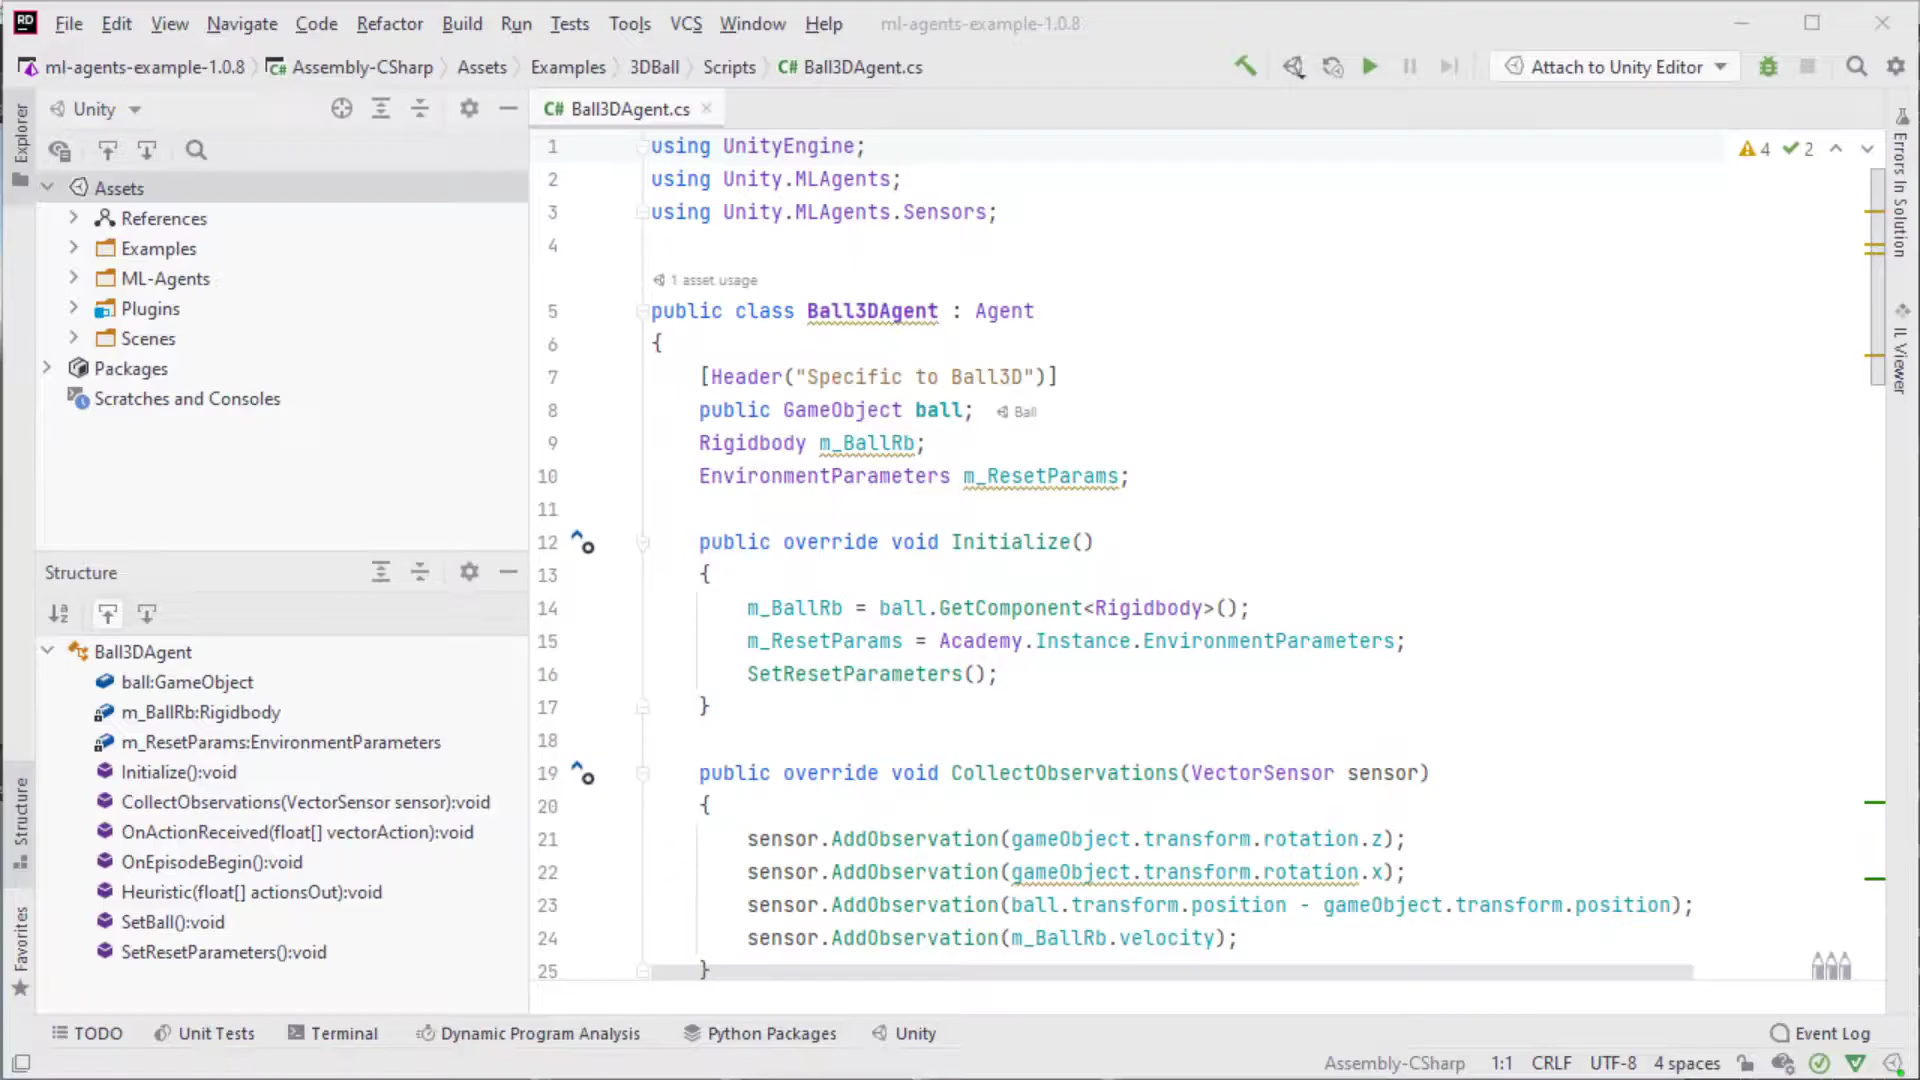 RD File Edit View Navigate Code Refactor Build Run Tests Tools VCS Window Help ml-agents-example-1.0.8
ml-agents-example-1.0.8 C# Assembly-CSharp Assets Examples 3DBall Scripts C# Ball3DAgent.cs Attach to Unity Editor
Explorer
Unity
C# Ball3DAgent.cs
Assets
References
Examples
ML-Agents
Plugins
Scenes
Packages
Scratches and Consoles
Structure
Ball3DAgent
ball:GameObject
m_BallRb:Rigidbody
m_ResetParams:EnvironmentParameters
Initialize():void
CollectObservations(VectorSensor sensor):void
OnActionReceived(float[] vectorAction):void
OnEpisodeBegin():void
Heuristic(float[] actionsOut):void
SetBall():void
SetResetParameters():void
Structure
Favorites
4 2
1 using UnityEngine;
2 using Unity.MLAgents;
3 using Unity.MLAgents.Sensors;
4
1 asset usage
5 public class Ball3DAgent : Agent
6 {
7 [Header("Specific to Ball3D")]
8 public GameObject ball; Ball
9 Rigidbody m_BallRb;
10 EnvironmentParameters m_ResetParams;
11
12 public override void Initialize()
13 {
14 m_BallRb = ball.GetComponent<Rigidbody>();
15 m_ResetParams = Academy.Instance.EnvironmentParameters;
16 SetResetParameters();
17 }
18
19 public override void CollectObservations(VectorSensor sensor)
20 {
21 sensor.AddObservation(gameObject.transform.rotation.z);
22 sensor.AddObservation(gameObject.transform.rotation.x);
23 sensor.AddObservation(ball.transform.position - gameObject.transform.position);
24 sensor.AddObservation(m_BallRb.velocity);
25 }
Errors In Solution
IL Viewer
TODO Unit Tests Terminal Dynamic Program Analysis Python Packages Unity Event Log
Assembly-CSharp 1:1 CRLF UTF-8 4 spaces